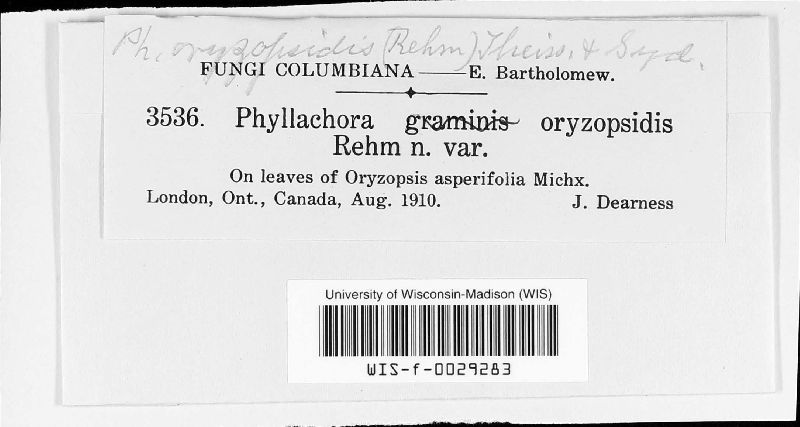 Ph. oryzopsidis (Rehm) Theiss. & Syd.
FUNGI COLUMBIANA — E. Bartholomew.
3536. Phyllachora graminis oryzopsidis
Rehm n. var.
On leaves of Oryzopsis asperifolia Michx.
London, Ont., Canada, Aug. 1910. J. Dearness
University of Wisconsin-Madison (WIS)
WIS-f-0029283